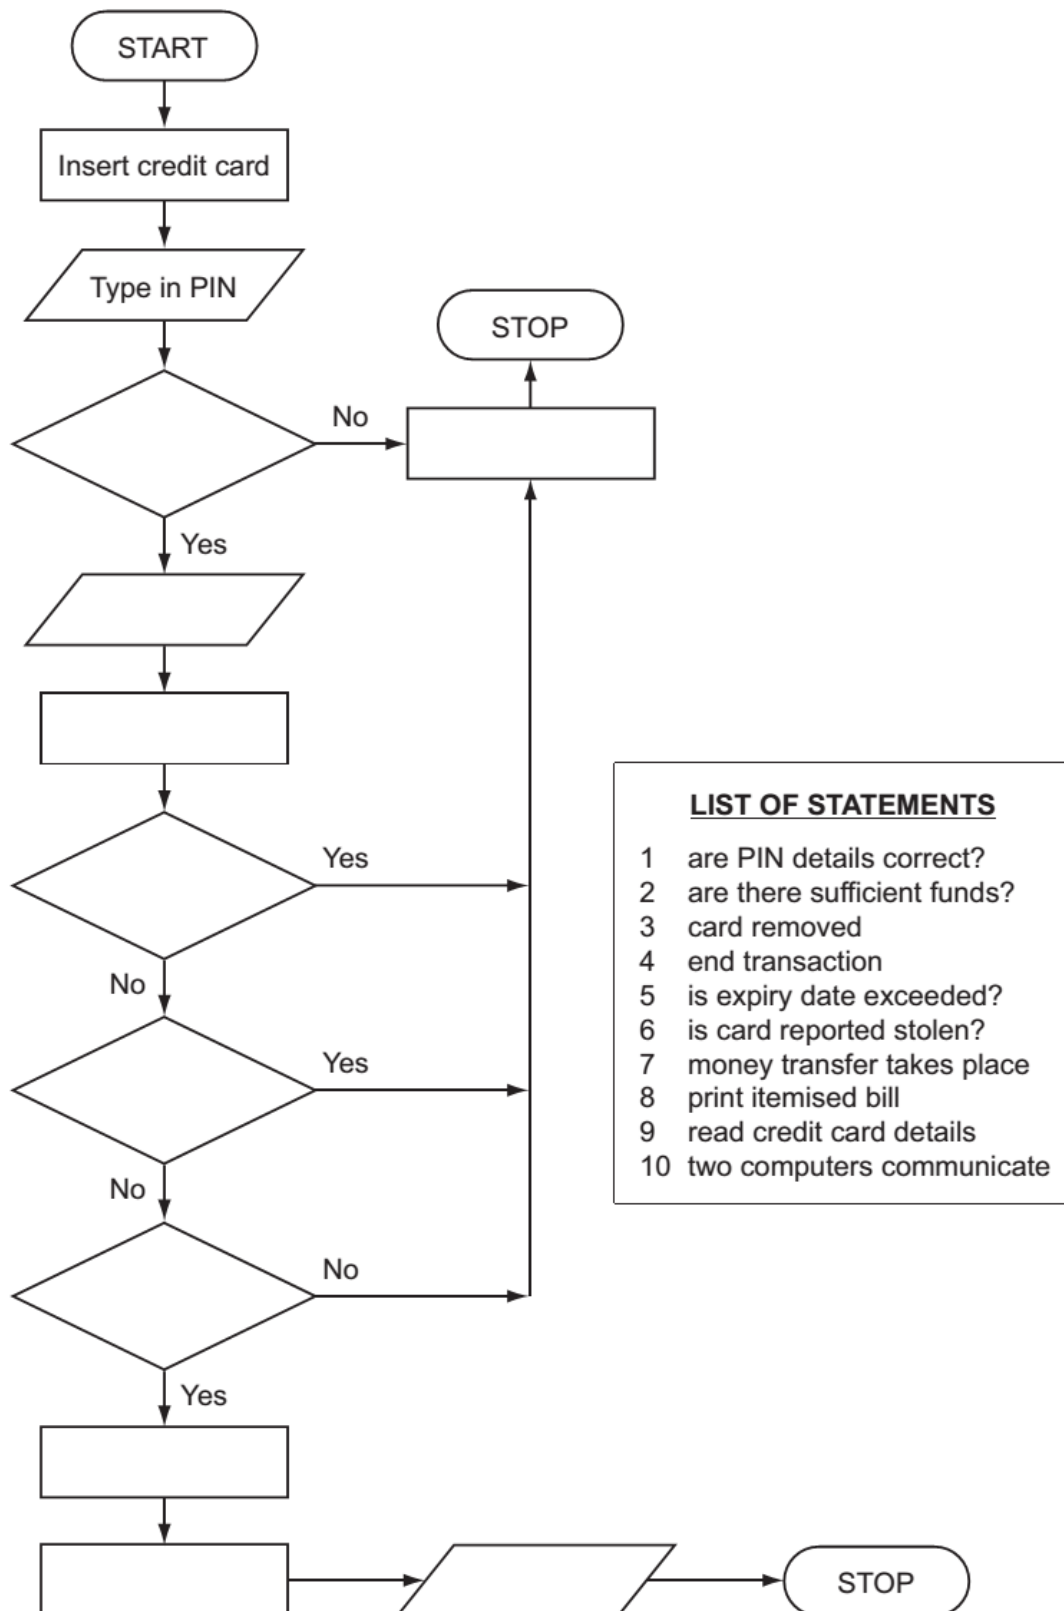 START
Insert credit card
Type in PIN
STOP
No
Yes
Yes
No
Yes
No
No
Yes
STOP
LIST OF STATEMENTS
1 are PIN details correct?
2 are there sufficient funds?
3 card removed
4 end transaction
5 is expiry date exceeded?
6 is card reported stolen?
7 money transfer takes place
8 print itemised bill
9 read credit card details
10 two computers communicate